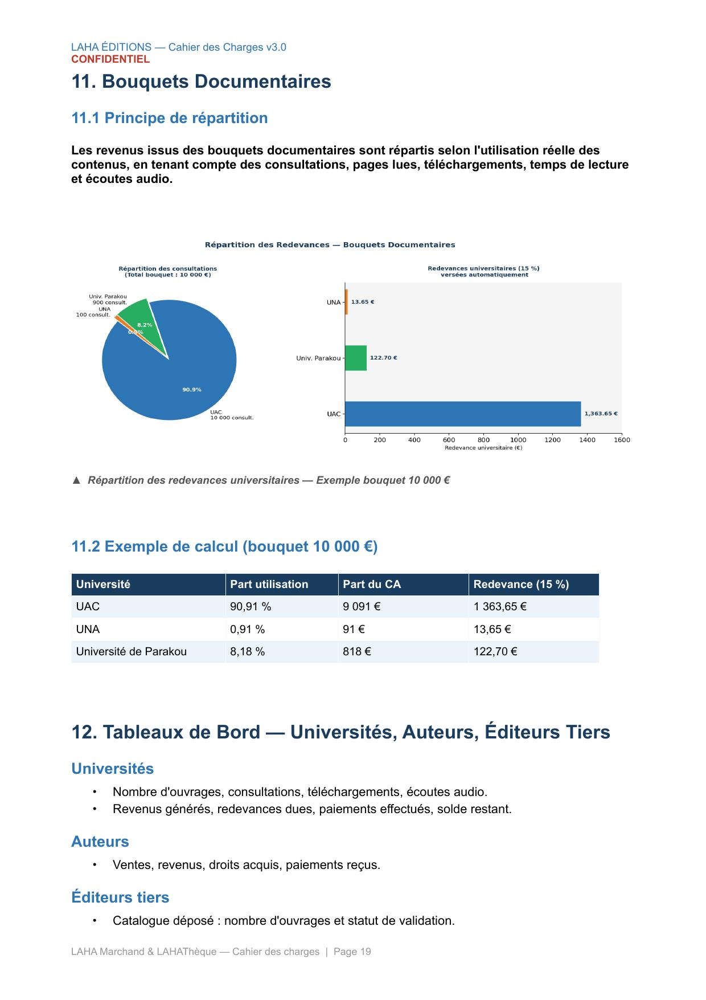 LAHA ÉDITIONS — Cahier des Charges v3.0
CONFIDENTIEL
11. Bouquets Documentaires
11.1 Principe de répartition
Les revenus issus des bouquets documentaires sont répartis selon l'utilisation réelle des
contenus, en tenant compte des consultations, pages lues, téléchargements, temps de lecture
et écoutes audio.
Répartition des Redevances — Bouquets Documentaires
Répartition des consultations
(Total bouquet : 10 000 €)
Univ. Parakou
900 consult.
UNA
100 consult.
8.2%
0.9%
90.9%
UAC
10 000 consult.
Redevances universitaires (15 %)
versées automatiquement
UNA
13.65 €
Univ. Parakou
122.70 €
UAC
1,363.65 €
0 200 400 600 800 1000 1200 1400 1600
Redevance universitaire (€)
▲ Répartition des redevances universitaires — Exemple bouquet 10 000 €
11.2 Exemple de calcul (bouquet 10 000 €)
Université Part utilisation Part du CA Redevance (15 %)
UAC 90,91 % 9 091 € 1 363,65 €
UNA 0,91 % 91 € 13,65 €
Université de Parakou 8,18 % 818 € 122,70 €
12. Tableaux de Bord — Universités, Auteurs, Éditeurs Tiers
Universités
• Nombre d'ouvrages, consultations, téléchargements, écoutes audio.
• Revenus générés, redevances dues, paiements effectués, solde restant.
Auteurs
• Ventes, revenus, droits acquis, paiements reçus.
Éditeurs tiers
• Catalogue déposé : nombre d'ouvrages et statut de validation.
LAHA Marchand & LAHAThèque — Cahier des charges | Page 19